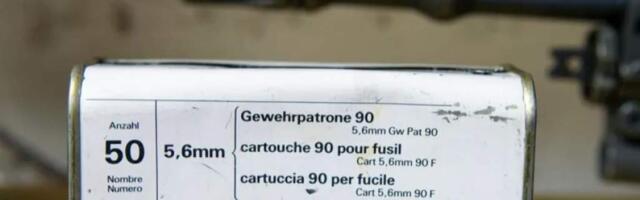 Anzahl
50
Nombre
Numero
5,6mm
Gewehrpatrone 90
5,6mm Gw Pat 90
cartouche 90 pour fusil
Cart 5,6mm 90 F
cartuccia 90 per fucile
Cart 5,6mm 90 F